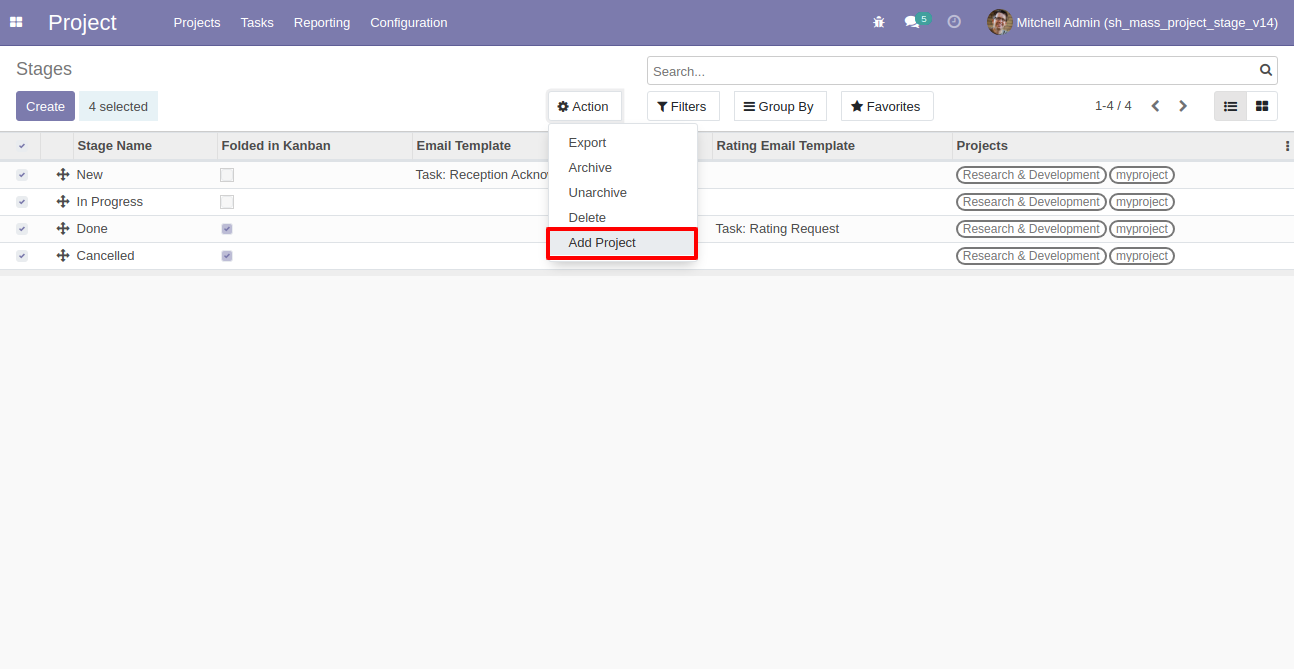 Project Projects Tasks Reporting Configuration 5 Mitchell Admin (sh_mass_project_stage_v14)
Stages Search...
Create 4 selected Action Filters Group By Favorites 1-4 / 4
Export
Archive
Unarchive
Delete
Add Project
Stage Name Folded in Kanban Email Template Rating Email Template Projects
New Task: Reception Ackno Research & Development myproject
In Progress Research & Development myproject
Done Task: Rating Request Research & Development myproject
Cancelled Research & Development myproject